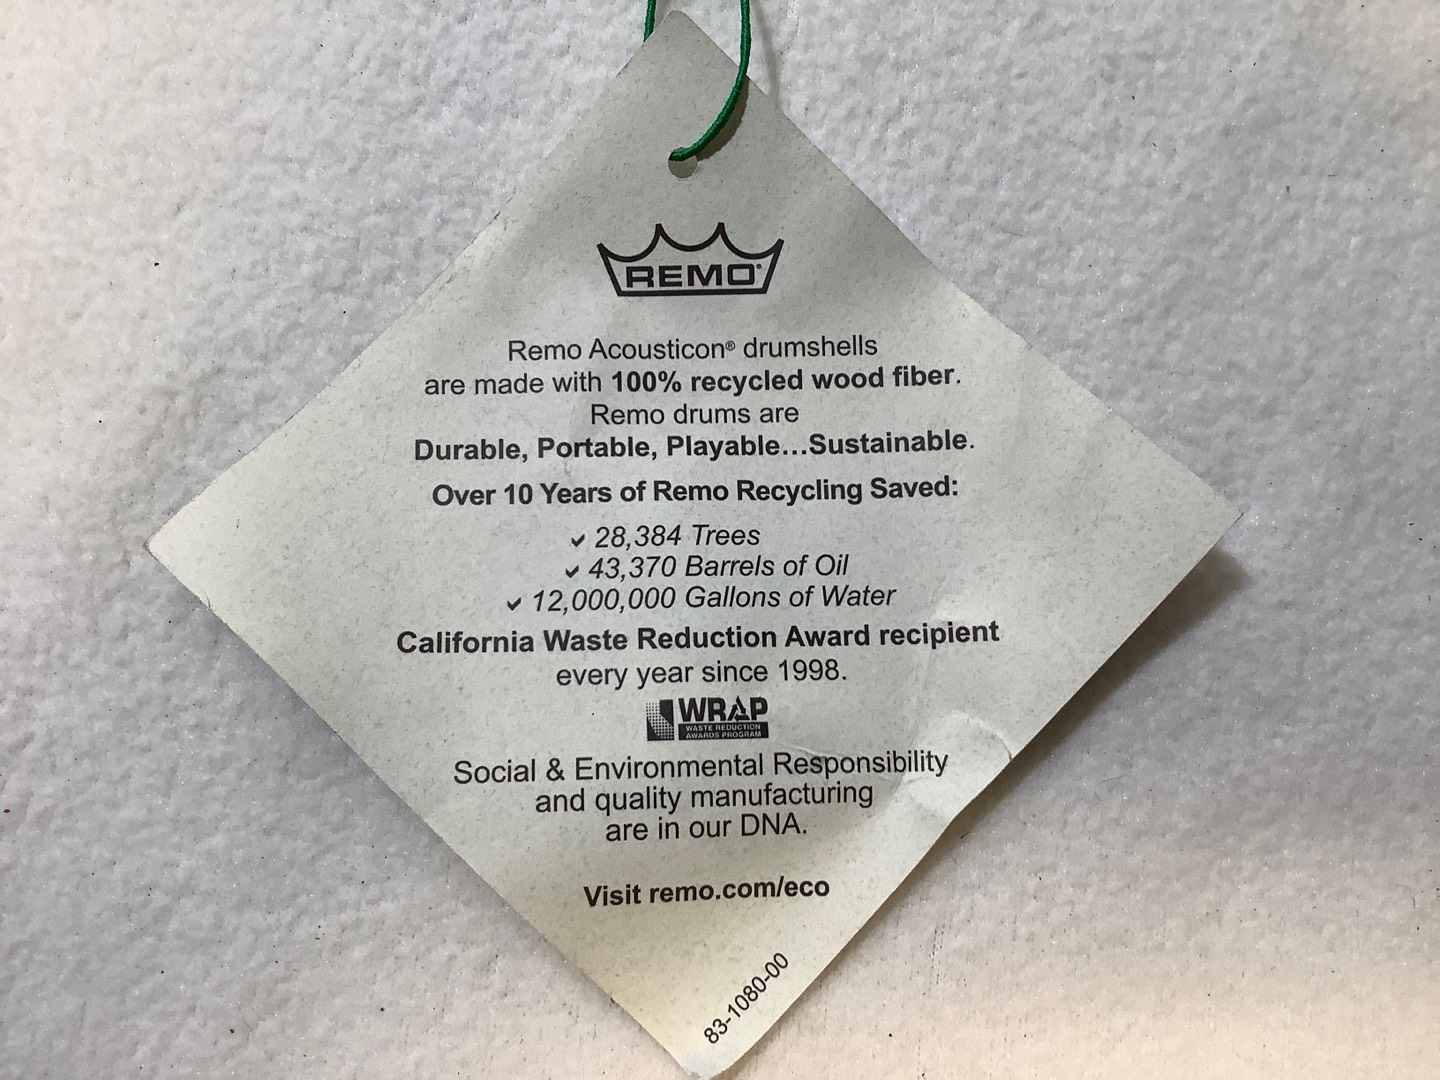 REMO®
Remo Acousticon® drumshells
are made with 100% recycled wood fiber.
Remo drums are
Durable, Portable, Playable...Sustainable.
Over 10 Years of Remo Recycling Saved:
✓ 28,384 Trees
✓ 43,370 Barrels of Oil
✓ 12,000,000 Gallons of Water
California Waste Reduction Award recipient
every year since 1998.
WRAP
WASTE REDUCTION
AWARDS PROGRAM
Social & Environmental Responsibility
and quality manufacturing
are in our DNA.
Visit remo.com/eco
83-1080-00